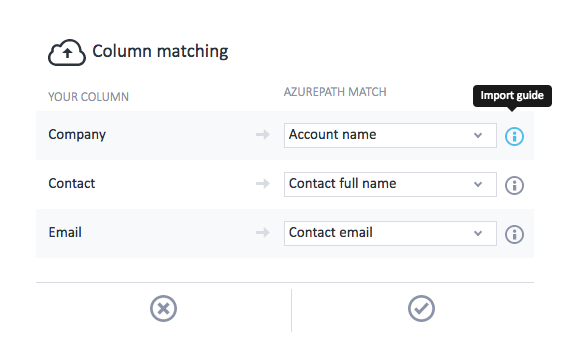 Column matching
YOUR COLUMN
AZUREPATH MATCH
Import guide
Company
Account name
Contact
Contact full name
Email
Contact email